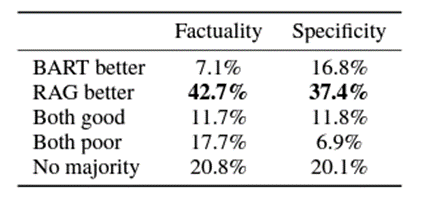 Factuality Specificity
BART better 7.1% 16.8%
RAG better 42.7% 37.4%
Both good 11.7% 11.8%
Both poor 17.7% 6.9%
No majority 20.8% 20.1%